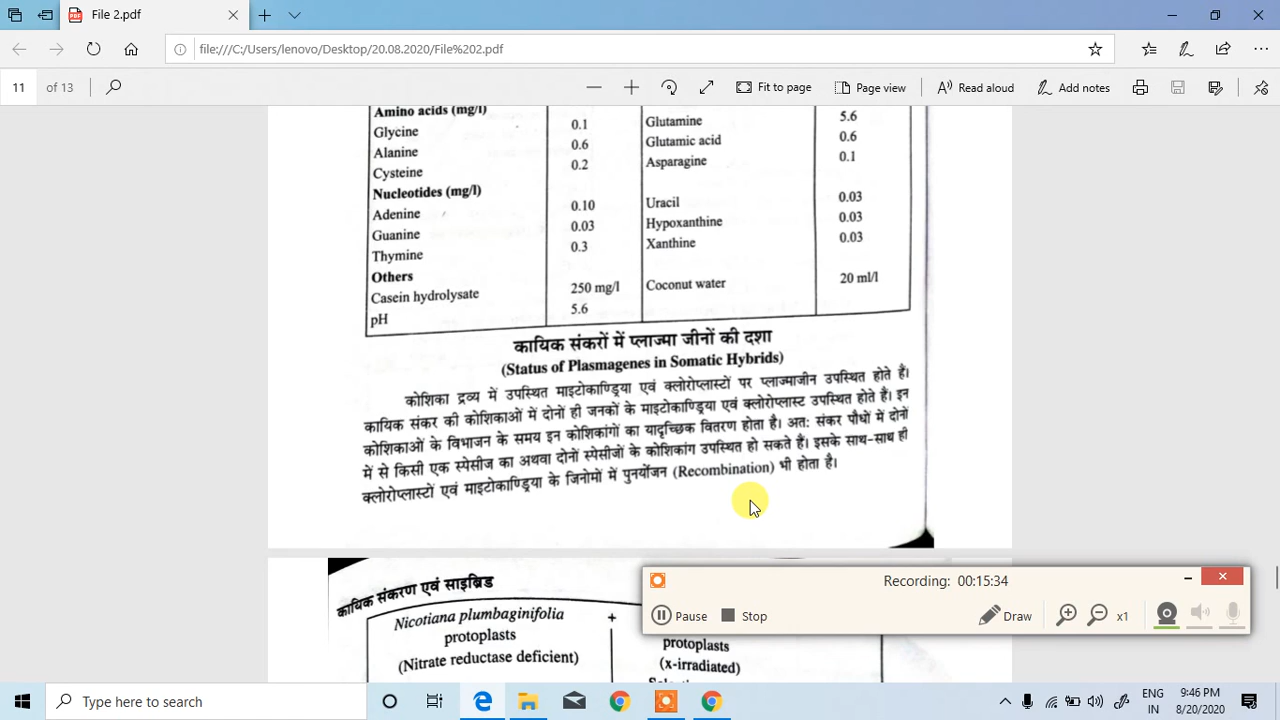 File 2.pdf
file:///C:/Users/lenovo/Desktop/20.08.2020/File%202.pdf
11 of 13
Fit to page
Page view
Read aloud
Add notes
Amino acids (mg/l)
Glycine 0.1 Glutamine 5.6
Alanine 0.6 Glutamic acid 0.6
Cysteine 0.2 Asparagine 0.1
Nucleotides (mg/l)
Adenine 0.10 Uracil 0.03
Guanine 0.03 Hypoxanthine 0.03
Thymine 0.3 Xanthine 0.03
Others
Casein hydrolysate 250 mg/l Coconut water 20 ml/l
pH 5.6
कायिक संकरों में प्लाज्मा जीनों की दशा
(Status of Plasmagenes in Somatic Hybrids)
कोशिका द्रव्य में उपस्थित माइटोकाण्ड्रिया एवं क्लोरोप्लास्टों पर प्लाज्माजीन उपस्थित होते हैं।
कायिक संकर की कोशिकाओं में दोनों ही जनकों के माइटोकाण्ड्रिया एवं क्लोरोप्लास्ट उपस्थित होते हैं। इन
कोशिकाओं के विभाजन के समय इन कोशिकांगों का यादृच्छिक वितरण होता है। अतः संकर पौधों में दोनों
में से किसी एक स्पेसीज का अथवा दोनों स्पेसीजों के कोशिकांग उपस्थित हो सकते हैं। इसके साथ-साथ ही
क्लोरोप्लास्टों एवं माइटोकाण्ड्रिया के जिनोमों में पुनर्योजन (Recombination) भी होता है।
कायिक संकरण एवं साइब्रिड
Nicotiana plumbaginifolia +
protoplasts
(Nitrate reductase deficient)
protoplasts
(x-irradiated)
Recording: 00:15:34
Pause
Stop
Draw
x1
Type here to search
ENG
IN
9:46 PM
8/20/2020